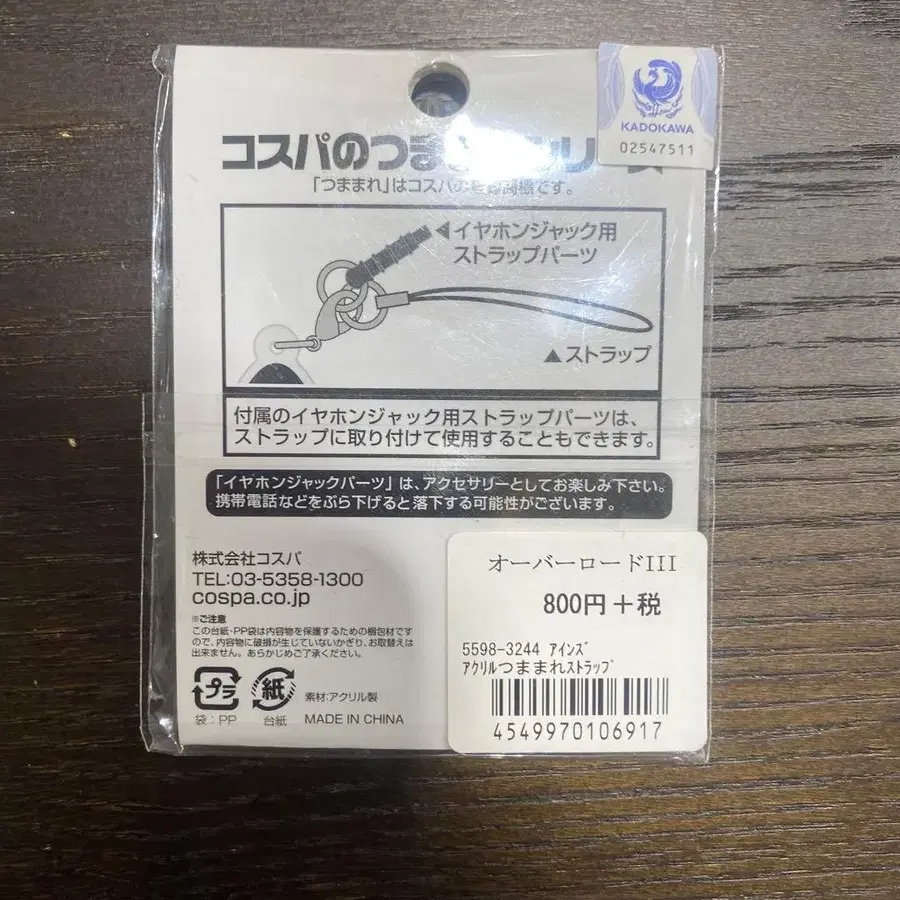 KADOKAWA
02547511
コスパのつま
「つままれ」はコスパの登録商標です。
イヤホンジャック用
ストラップパーツ
▲ストラップ
付属のイヤホンジャック用ストラップパーツは、
ストラップに取り付けて使用することもできます。
「イヤホンジャックパーツ」は、アクセサリーとしてお楽しみ下さい。
携帯電話などをぶら下げると落下する可能性がございます。
株式会社コスパ
TEL:03-5358-1300
cospa.co.jp
※ご注意
この台紙・PP袋は内容物を保護するための梱包材です
ので、内容物に破損が生じていないかぎり、お取替えは
出来ません。あらかじめご了承ください。
プラ
袋：PP
紙
台紙
素材:アクリル製
MADE IN CHINA
オーバーロードIII
800円+税
5598-3244 アインズ
アクリルつままれストラップ
4549970106917